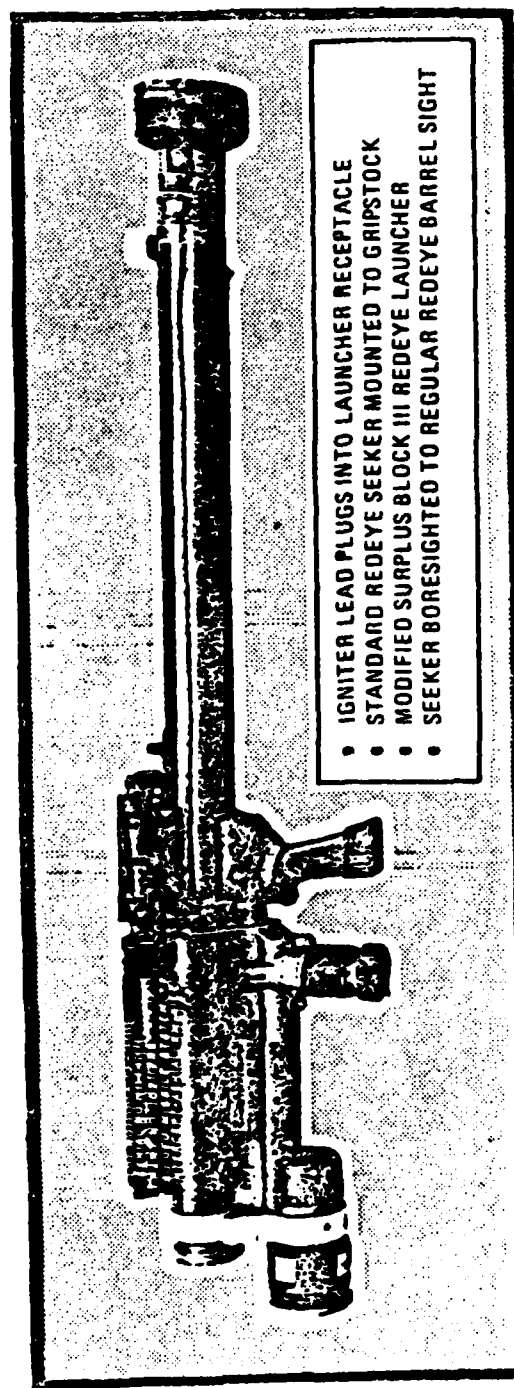 • IGNITER LEAD PLUGS INTO LAUNCHER RECEPTACLE
• STANDARD REDEYE SEEKER MOUNTED TO GRIPSTOCK
• MODIFIED SURPLUS BLOCK III REDEYE LAUNCHER
• SEEKER BORESIGHTED TO REGULAR REDEYE BARREL SIGHT